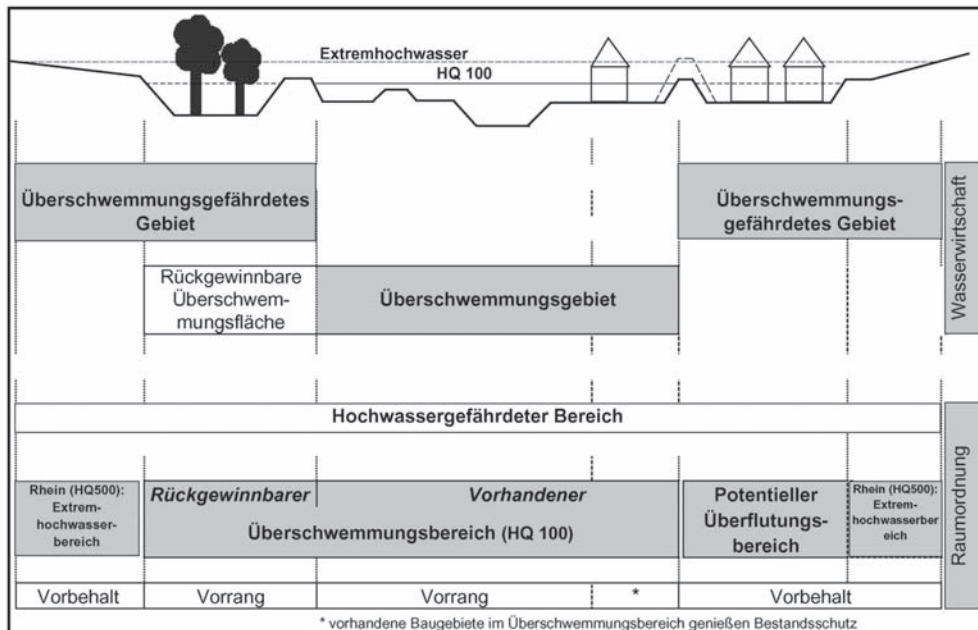 Extremhochwasser
HQ 100
Überschwemmungsgefährdetes
Gebiet
Überschwemmungs-
gefährdetes Gebiet
Wasserwirtschaft
Rückgewinnbare
Überschwem-
mungsfläche
Überschwemmungsgebiet
Hochwassergefährdeter Bereich
Raumordnung
Rhein (HQ500):
Extrem-
hochwasser-
bereich
Rückgewinnbarer
Vorhandener
Überschwemmungsbereich (HQ 100)
Potentieller
Überflutungs-
bereich
Rhein (HQ500):
Extrem-
hochwasserber
eich
Vorbehalt
Vorrang
Vorrang
*
Vorbehalt
* vorhandene Baugebiete im Überschwemmungsbereich genießen Bestandsschutz